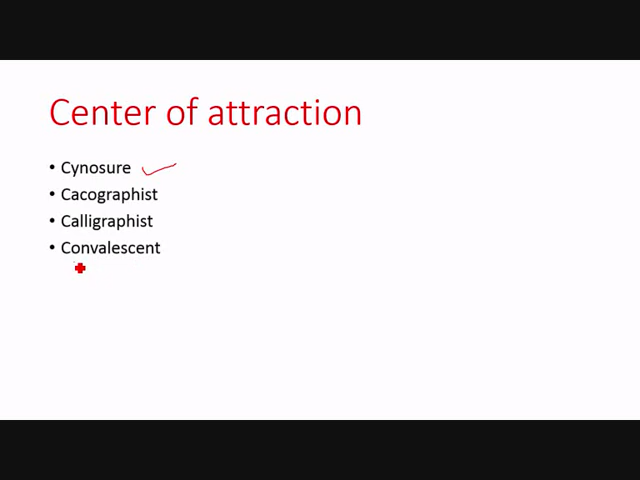 Center of attraction
• Cynosure
• Cacographist
• Calligraphist
• Convalescent